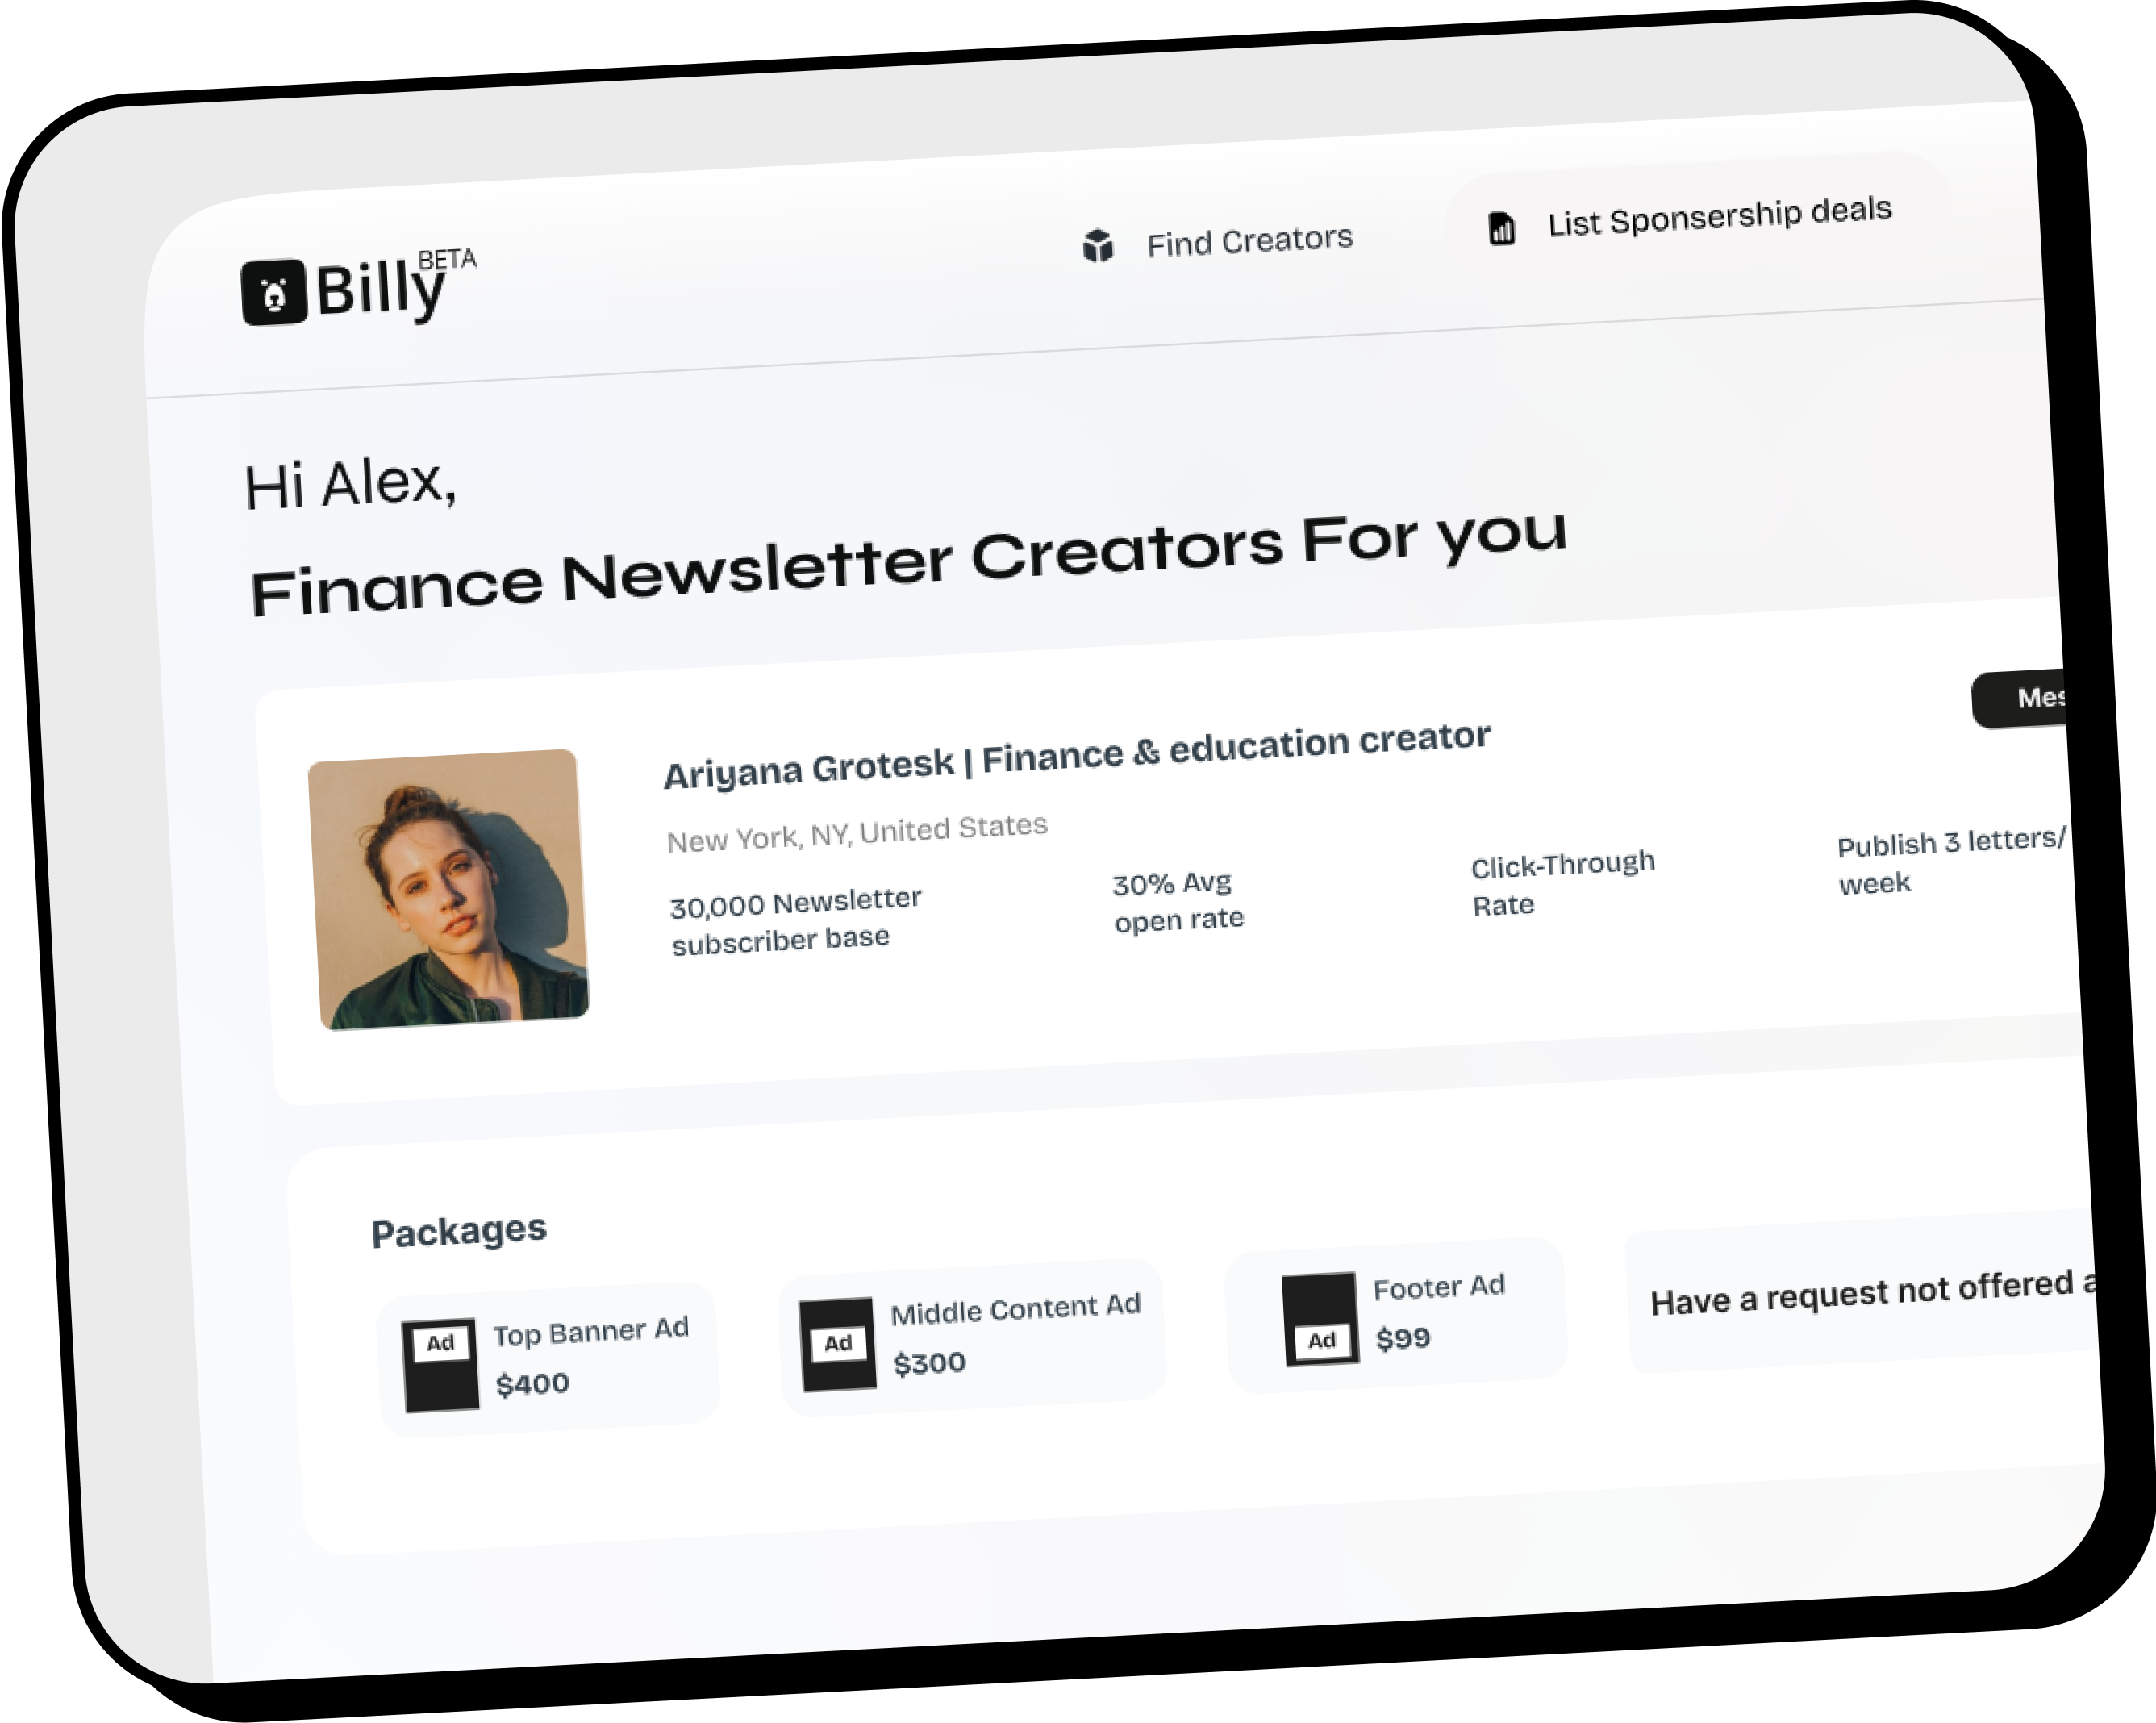 Billy BETA
Find Creators
List Sponsership deals
Hi Alex,
Finance Newsletter Creators For you
Mes
Ariyana Grotesk | Finance & education creator
New York, NY, United States
30,000 Newsletter
subscriber base
30% Avg
open rate
Click-Through
Rate
Publish 3 letters/
week
Packages
Ad
Top Banner Ad
$400
Ad
Middle Content Ad
$300
Ad
Footer Ad
$99
Have a request not offered a